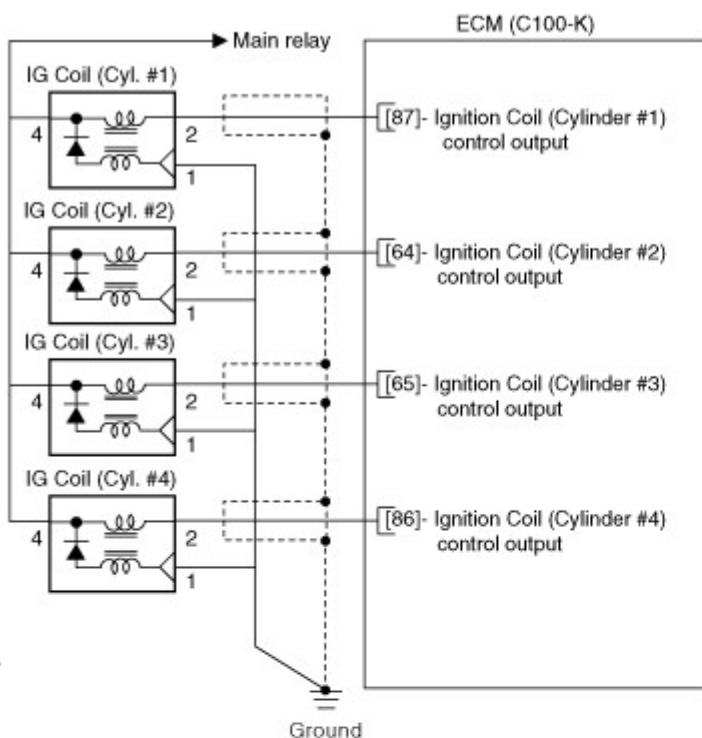 ECM (C100-K)
Main relay
IG Coil (Cyl. #1)
4
2
1
[87]- Ignition Coil (Cylinder #1)
control output
IG Coil (Cyl. #2)
4
2
1
[64]- Ignition Coil (Cylinder #2)
control output
IG Coil (Cyl. #3)
4
2
1
[65]- Ignition Coil (Cylinder #3)
control output
IG Coil (Cyl. #4)
4
2
1
[86]- Ignition Coil (Cylinder #4)
control output
Ground